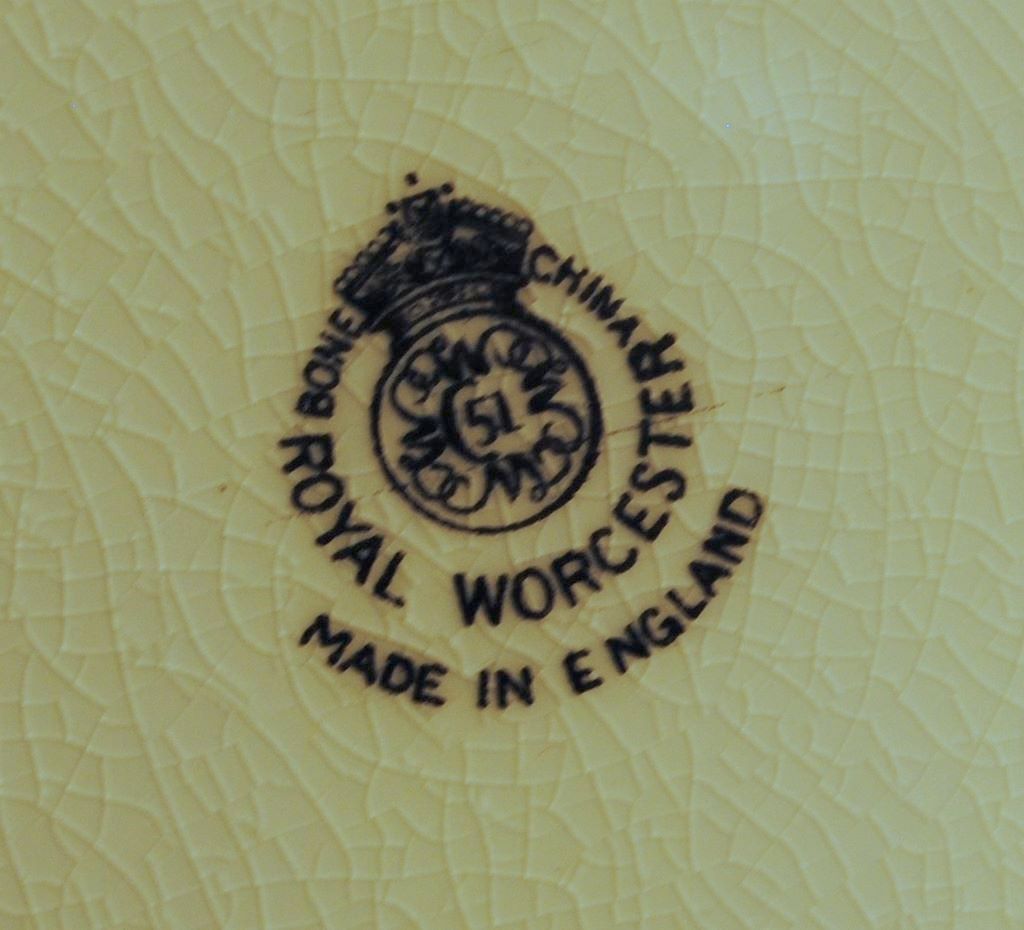 BONE CHINA
51
ROYAL WORCESTER
MADE IN ENGLAND